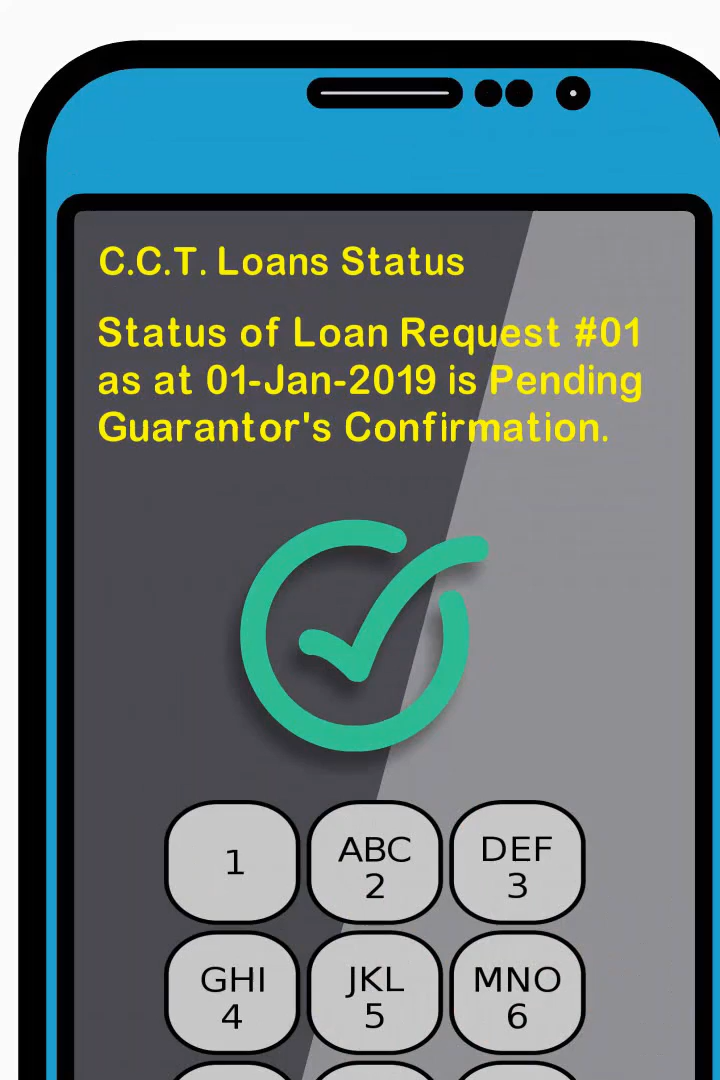 C.C.T. Loans Status
Status of Loan Request #01
as at 01-Jan-2019 is Pending
Guarantor's Confirmation.
1
ABC
2
DEF
3
GHI
4
JKL
5
MNO
6